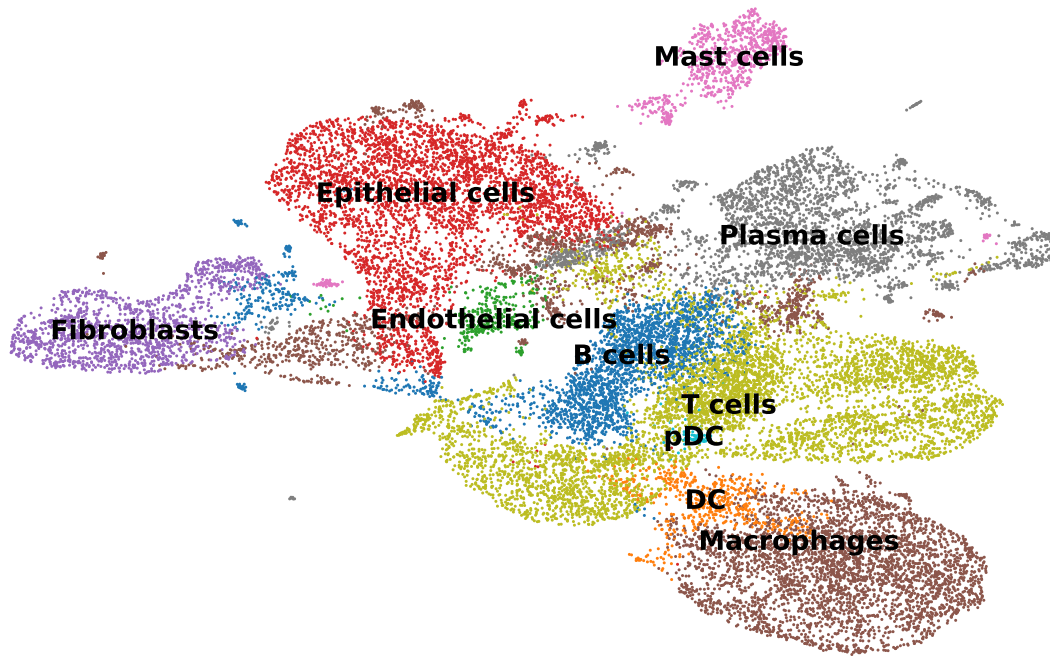 Mast cells
Epithelial cells
Plasma cells
Endothelial cells
Fibroblasts
B cells
T cells
pDC
DC
Macrophages